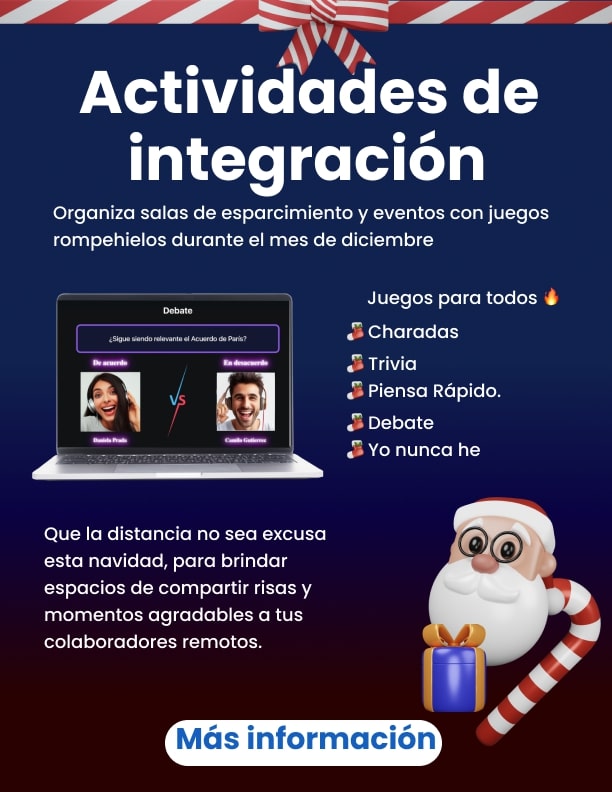 Actividades de
integración
Organiza salas de esparcimiento y eventos con juegos
rompehielos durante el mes de diciembre
Debate
¿Sigue siendo relevante el Acuerdo de París?
De acuerdo
En desacuerdo
VS
Daniela Prada
Camilo Gutierrez
Juegos para todos 🔥
Charadas
Trivia
Piensa Rápido.
Debate
Yo nunca he
Que la distancia no sea excusa
esta navidad, para brindar
espacios de compartir risas y
momentos agradables a tus
colaboradores remotos.
Más información